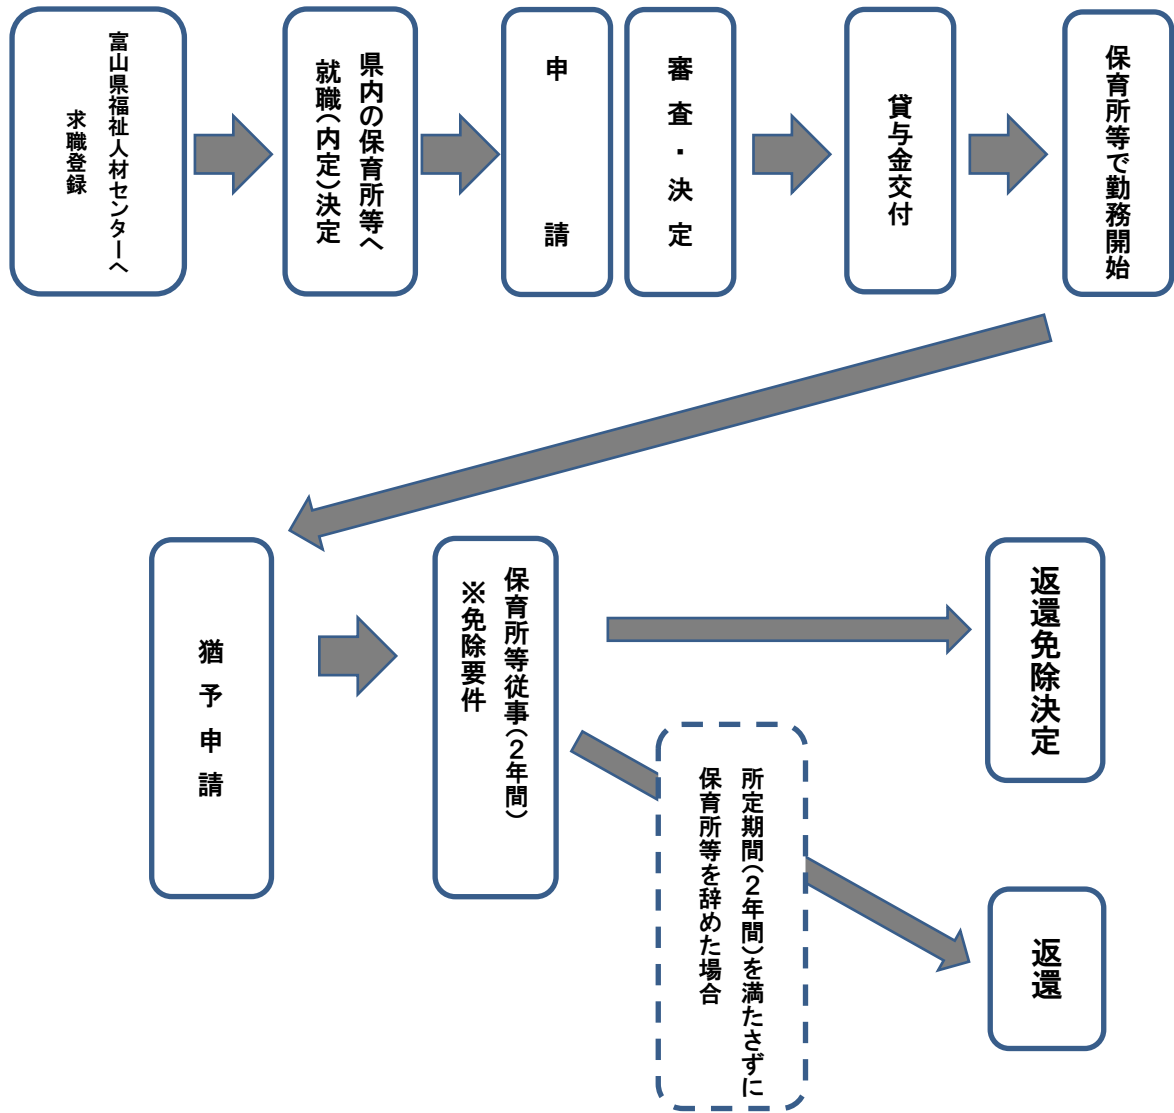 富山県福祉人材センターへ
求職登録
県内の保育所等へ
就職(内定)決定
申請
審査・決定
貸与金交付
保育所等で勤務開始
猶予申請
保育所等従事(2年間)
※免除要件
返還免除決定
所定期間(2年間)を満たさずに
保育所等を辞めた場合
返還